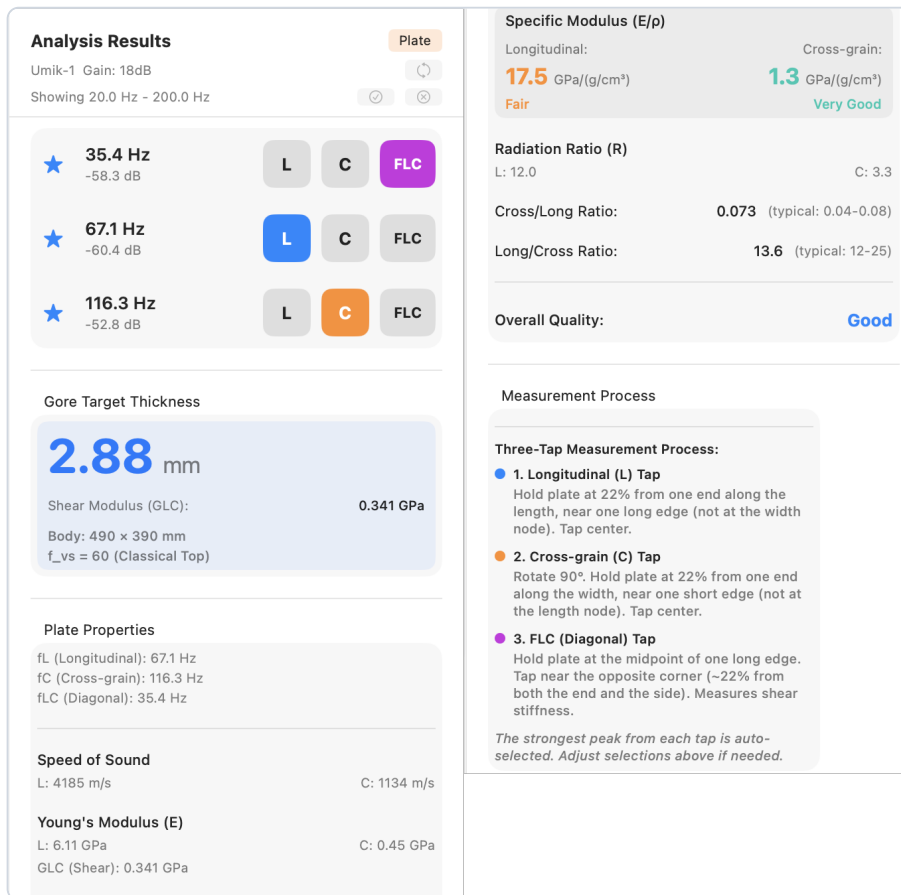 Analysis Results
Plate
Umik-1 Gain: 18dB
Showing 20.0 Hz - 200.0 Hz
35.4 Hz
-58.3 dB
L
C
FLC
67.1 Hz
-60.4 dB
L
C
FLC
116.3 Hz
-52.8 dB
L
C
FLC
Gore Target Thickness
2.88 mm
Shear Modulus (GLC): 0.341 GPa
Body: 490 × 390 mm
f_vs = 60 (Classical Top)
Plate Properties
fL (Longitudinal): 67.1 Hz
fC (Cross-grain): 116.3 Hz
fLC (Diagonal): 35.4 Hz
Speed of Sound
L: 4185 m/s C: 1134 m/s
Young's Modulus (E)
L: 6.11 GPa C: 0.45 GPa
GLC (Shear): 0.341 GPa
Specific Modulus (E/ρ)
Longitudinal: Cross-grain:
17.5 GPa/(g/cm³) 1.3 GPa/(g/cm³)
Fair Very Good
Radiation Ratio (R)
L: 12.0 C: 3.3
Cross/Long Ratio: 0.073 (typical: 0.04-0.08)
Long/Cross Ratio: 13.6 (typical: 12-25)
Overall Quality: Good
Measurement Process
Three-Tap Measurement Process:
1. Longitudinal (L) Tap
Hold plate at 22% from one end along the
length, near one long edge (not at the width
node). Tap center.
2. Cross-grain (C) Tap
Rotate 90°. Hold plate at 22% from one end
along the width, near one short edge (not at
the length node). Tap center.
3. FLC (Diagonal) Tap
Hold plate at the midpoint of one long edge.
Tap near the opposite corner (~22% from
both the end and the side). Measures shear
stiffness.
The strongest peak from each tap is auto-
selected. Adjust selections above if needed.